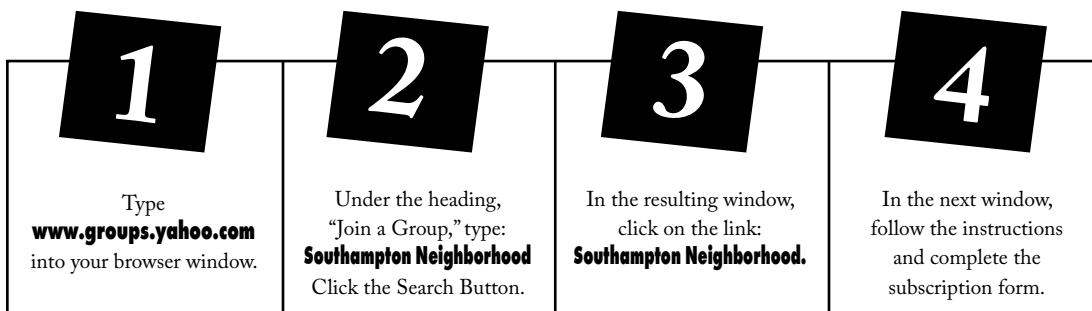 1
Type
www.groups.yahoo.com
into your browser window.
2
Under the heading,
“Join a Group,” type:
Southampton Neighborhood
Click the Search Button.
3
In the resulting window,
click on the link:
Southampton Neighborhood.
4
In the next window,
follow the instructions
and complete the
subscription form.